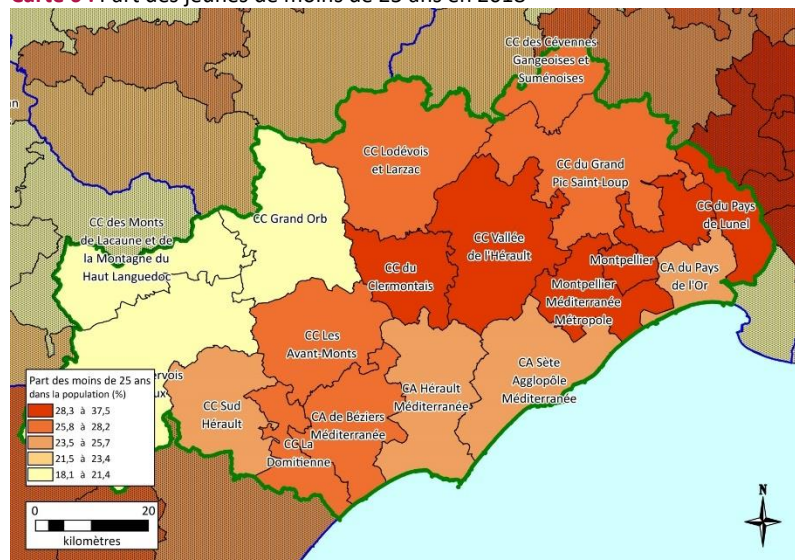 Carte 6 : Part des jeunes de moins de 25 ans en 2018
CC des Cévennes
Gangeoises et
Suménoises
CC Lodévois
et Larzac
CC du Grand
Pic Saint-Loup
CC du Pays
de Lunel
CC Grand Orb
CC des Monts
de Lacaune et de
la Montagne du
Haut Languedoc
CC Vallée
de l'Hérault
Montpellier
CA du Pays
de l'Or
CC du
Clermontais
Montpellier
Méditerranée
Métropole
CC Les
Avant-Monts
CA Sète
Agglopôle
Méditerranée
CA Hérault
Méditerranée
CC Sud
Hérault
CA de Béziers
Méditerranée
CC La
Domitienne
Part des moins de 25 ans
dans la population (%)
28,3 à 37,5
25,8 à 28,2
23,5 à 25,7
21,5 à 23,4
18,1 à 21,4
0 20
kilomètres
N